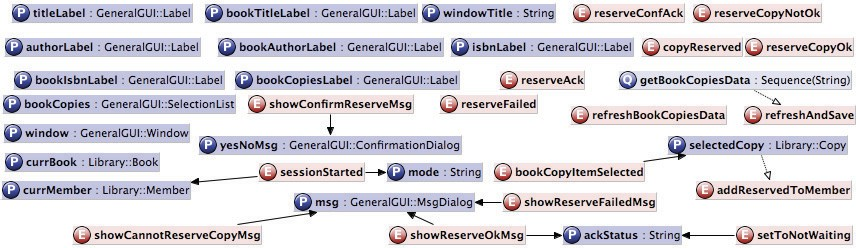 P titleLabel : GeneralGUI::Label
P bookTitleLabel : GeneralGUI::Label
P windowTitle : String
E reserveConfAck
E reserveCopyNotOk
P authorLabel : GeneralGUI::Label
P bookAuthorLabel : GeneralGUI::Label
P isbnLabel : GeneralGUI::Label
E copyReserved
E reserveCopyOk
P bookIsbnLabel : GeneralGUI::Label
P bookCopiesLabel : GeneralGUI::Label
E reserveAck
Q getBookCopiesData : Sequence(String)
P bookCopies : GeneralGUI::SelectionList
E showConfirmReserveMsg
E reserveFailed
E refreshBookCopiesData
E refreshAndSave
P window : GeneralGUI::Window
P yesNoMsg : GeneralGUI::ConfirmationDialog
P selectedCopy : Library::Copy
P currBook : Library::Book
E sessionStarted
P mode : String
E bookCopyItemSelected
P currMember : Library::Member
E addReservedToMember
P msg : GeneralGUI::MsgDialog
E showReserveFailedMsg
E showCannotReserveCopyMsg
E showReserveOkMsg
P ackStatus : String
E setToNotWaiting